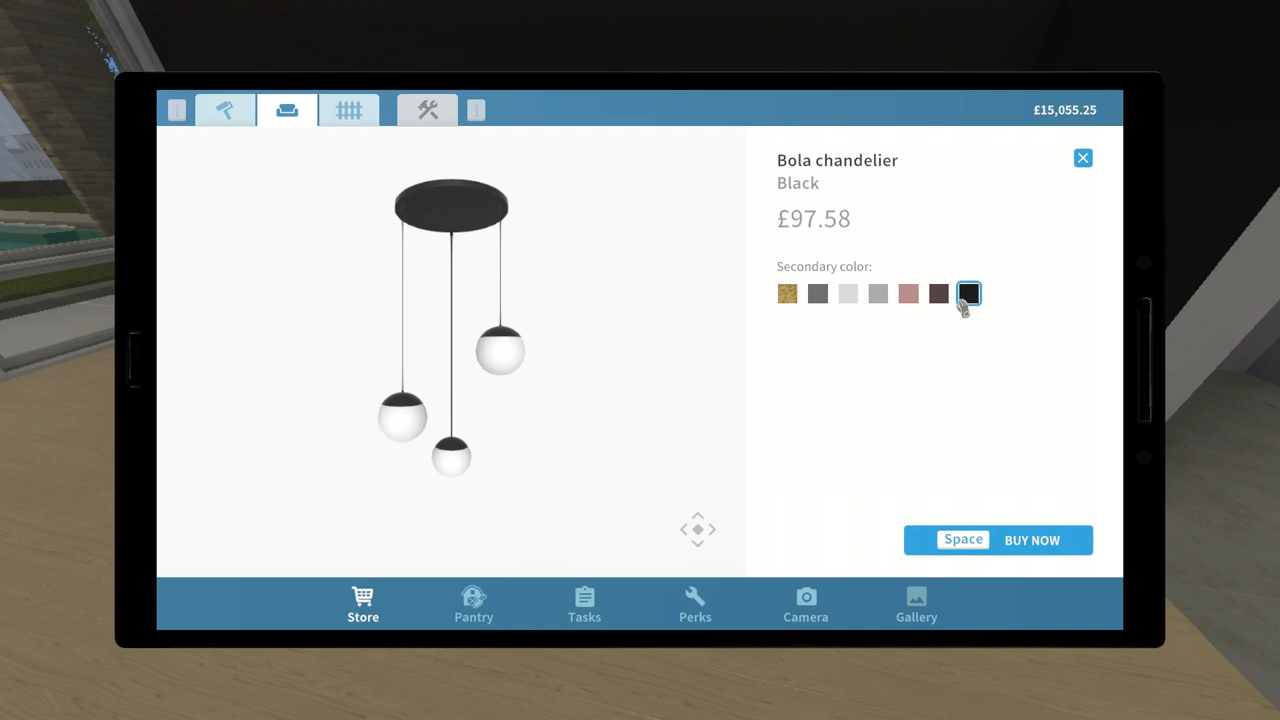 £15,055.25
Bola chandelier
Black
£97.58
Secondary color:
Space BUY NOW
Store Pantry Tasks Perks Camera Gallery